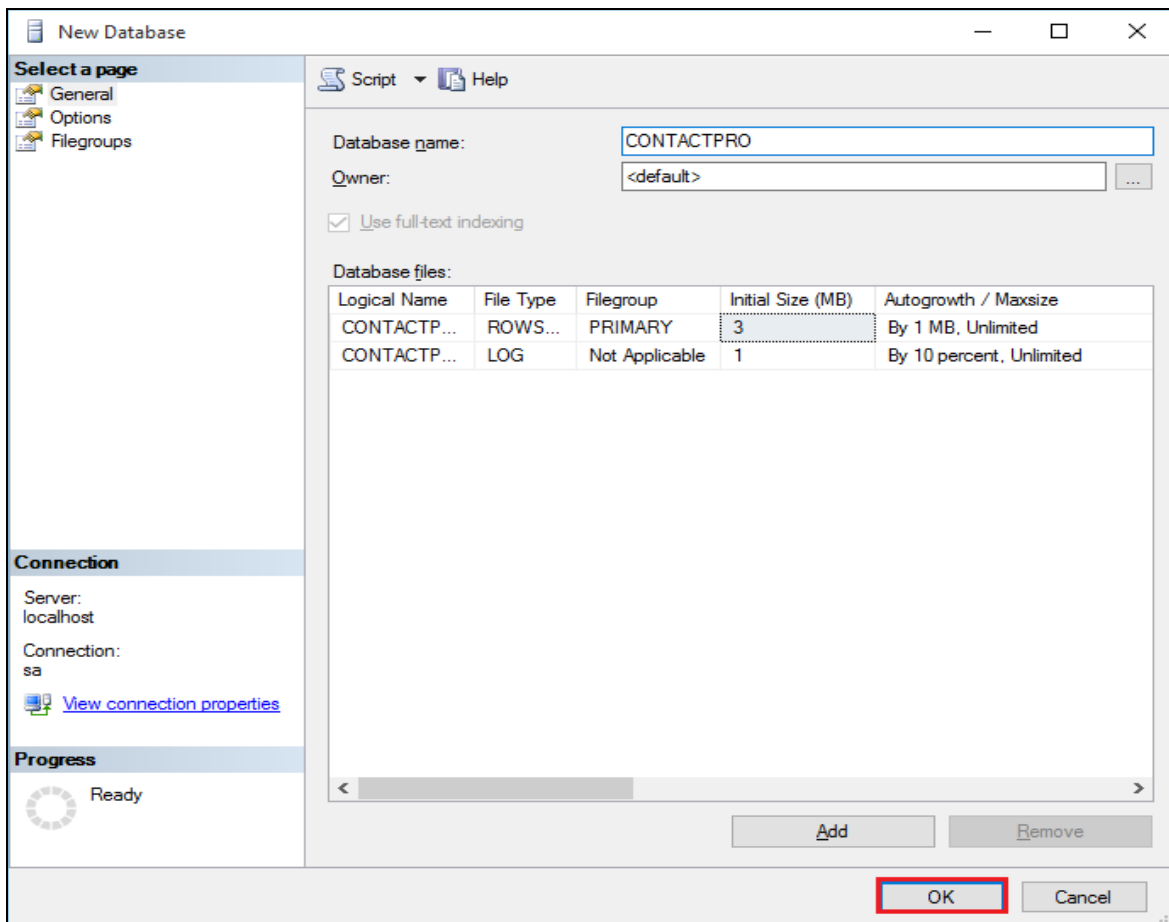 New Database
Select a page
General
Options
Filegroups
Connection
Server:
localhost
Connection:
sa
View connection properties
Progress
Ready
Script Help
Database name: CONTACTPRO
Owner: <default> ...
Use full-text indexing
Database files:
Logical Name File Type Filegroup Initial Size (MB) Autogrowth / Maxsize
CONTACTP... ROWS... PRIMARY 3 By 1 MB, Unlimited
CONTACTP... LOG Not Applicable 1 By 10 percent, Unlimited
Add Remove
OK Cancel